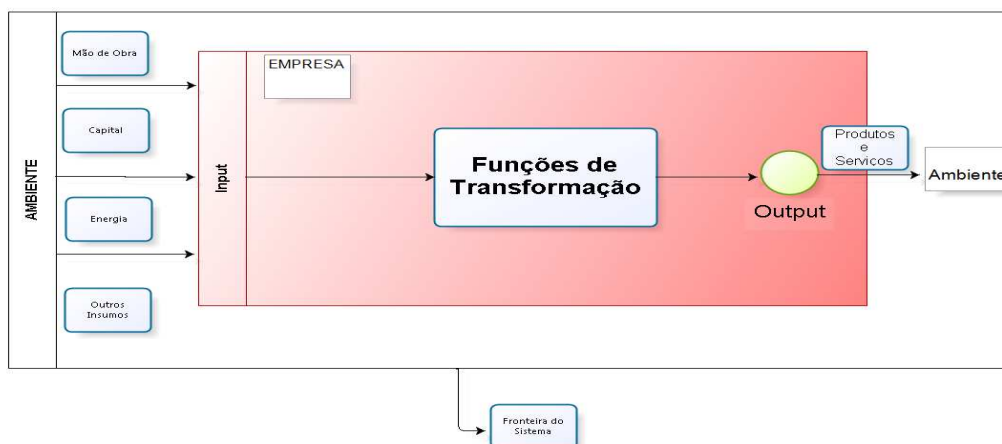 AMBIENTE
Mão de Obra
Capital
Energia
Outros
Insumos
Input
EMPRESA
Funções de
Transformação
Output
Produtos
e
Serviços
Ambiente
Fronteira do
Sistema